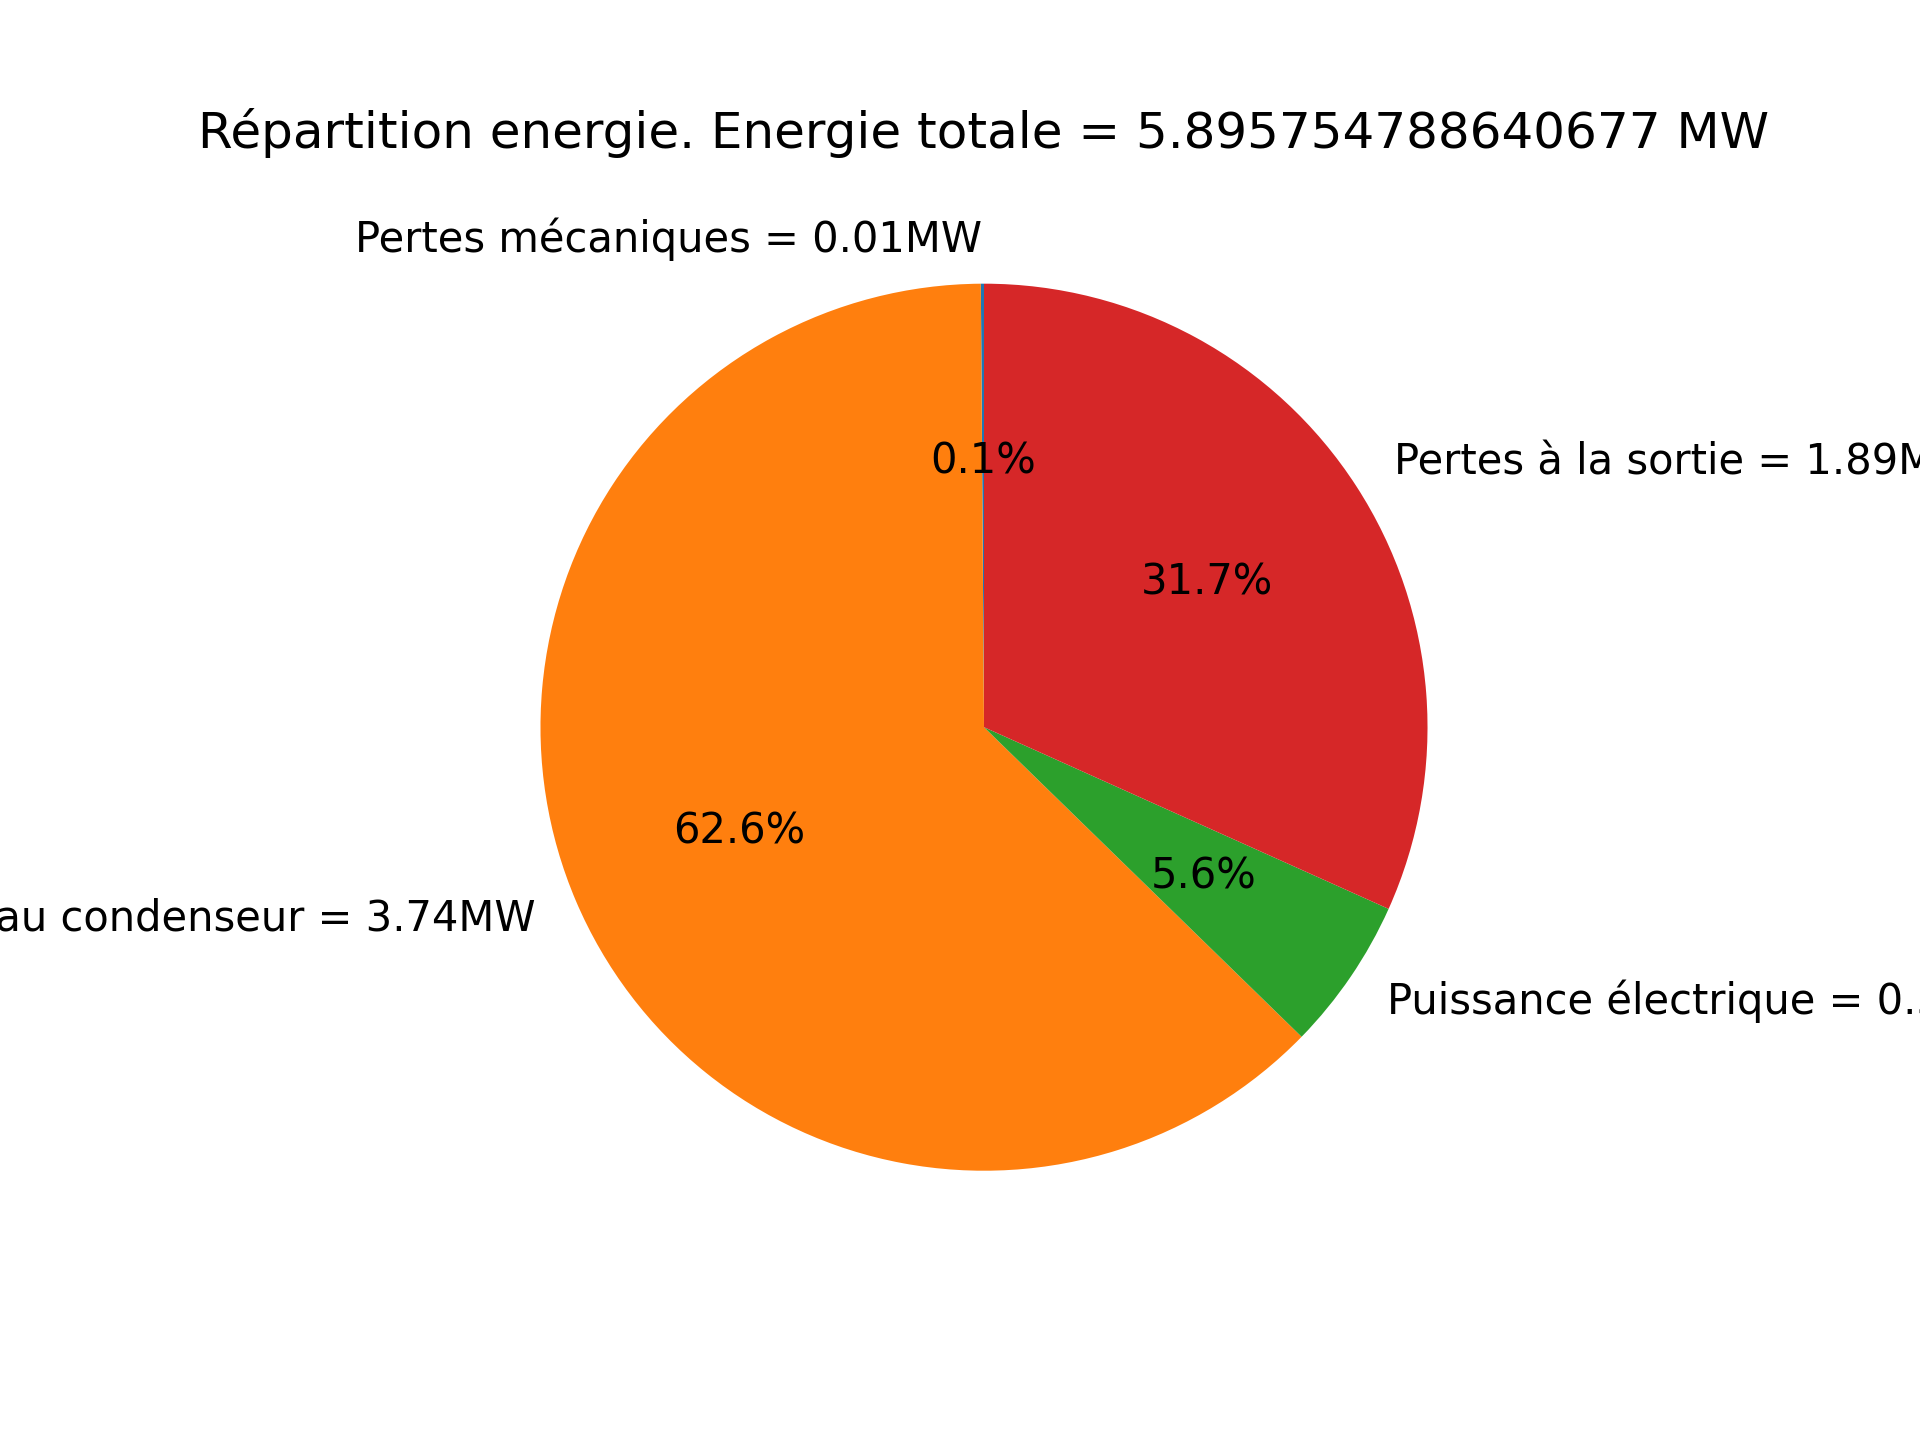 Répartition energie. Energie totale = 5.895754788640677 MW
Pertes mécaniques = 0.01MW
Pertes à la sortie = 1.89M
0.1%
31.7%
62.6%
5.6%
au condenseur = 3.74MW
Puissance électrique = 0.